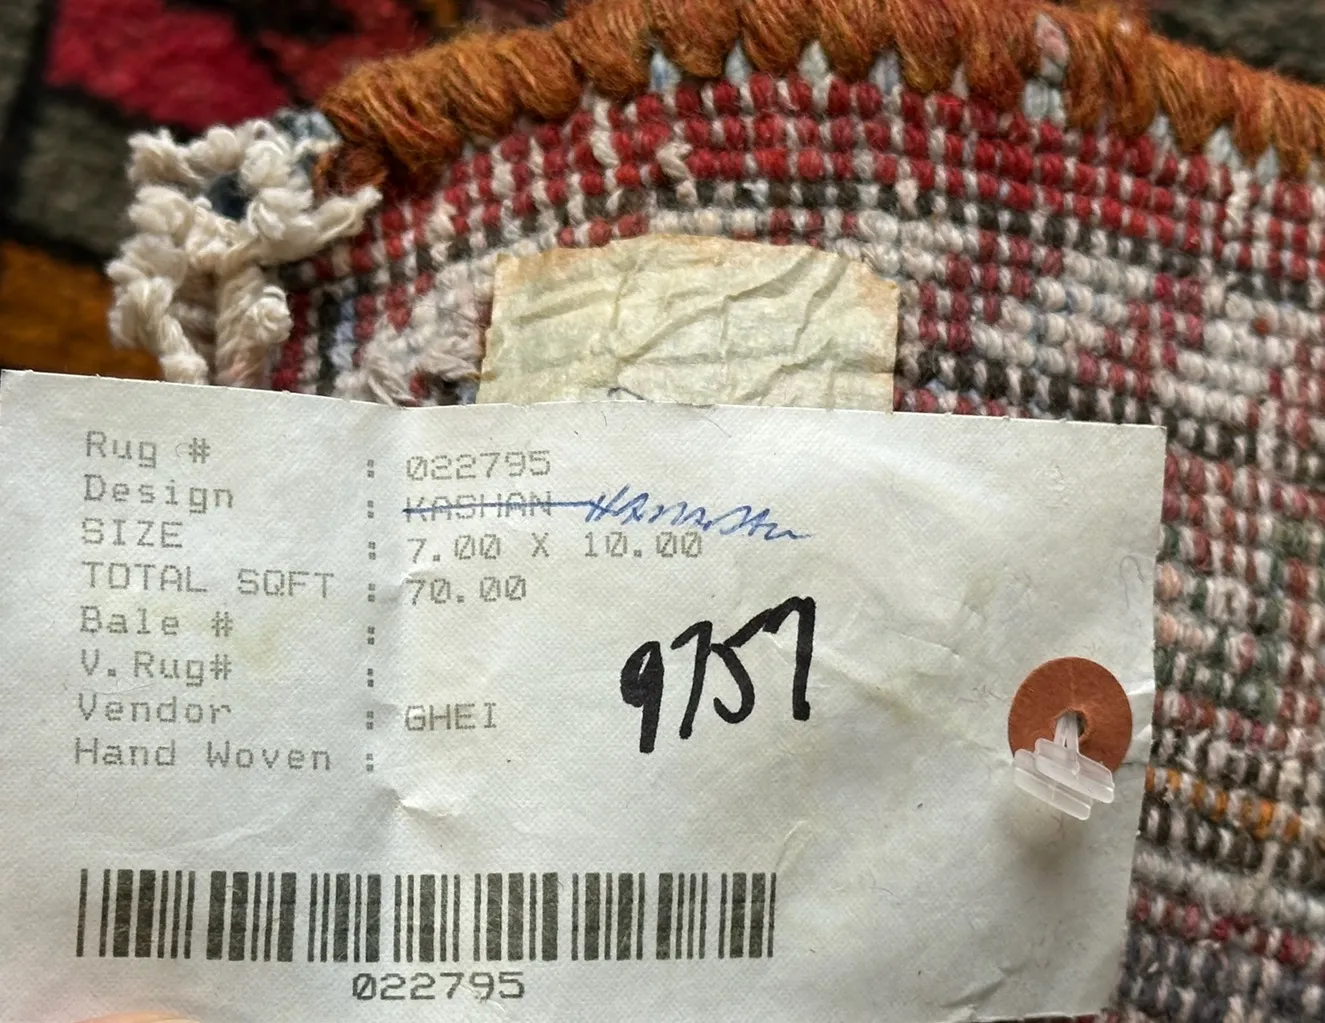 Rug # : 022795
Design : KASHAN
SIZE : 7.00 X 10.00
TOTAL SQFT : 70.00
Bale # :
V.Rug# :
Vendor : GHEI
Hand Woven :
9757
022795